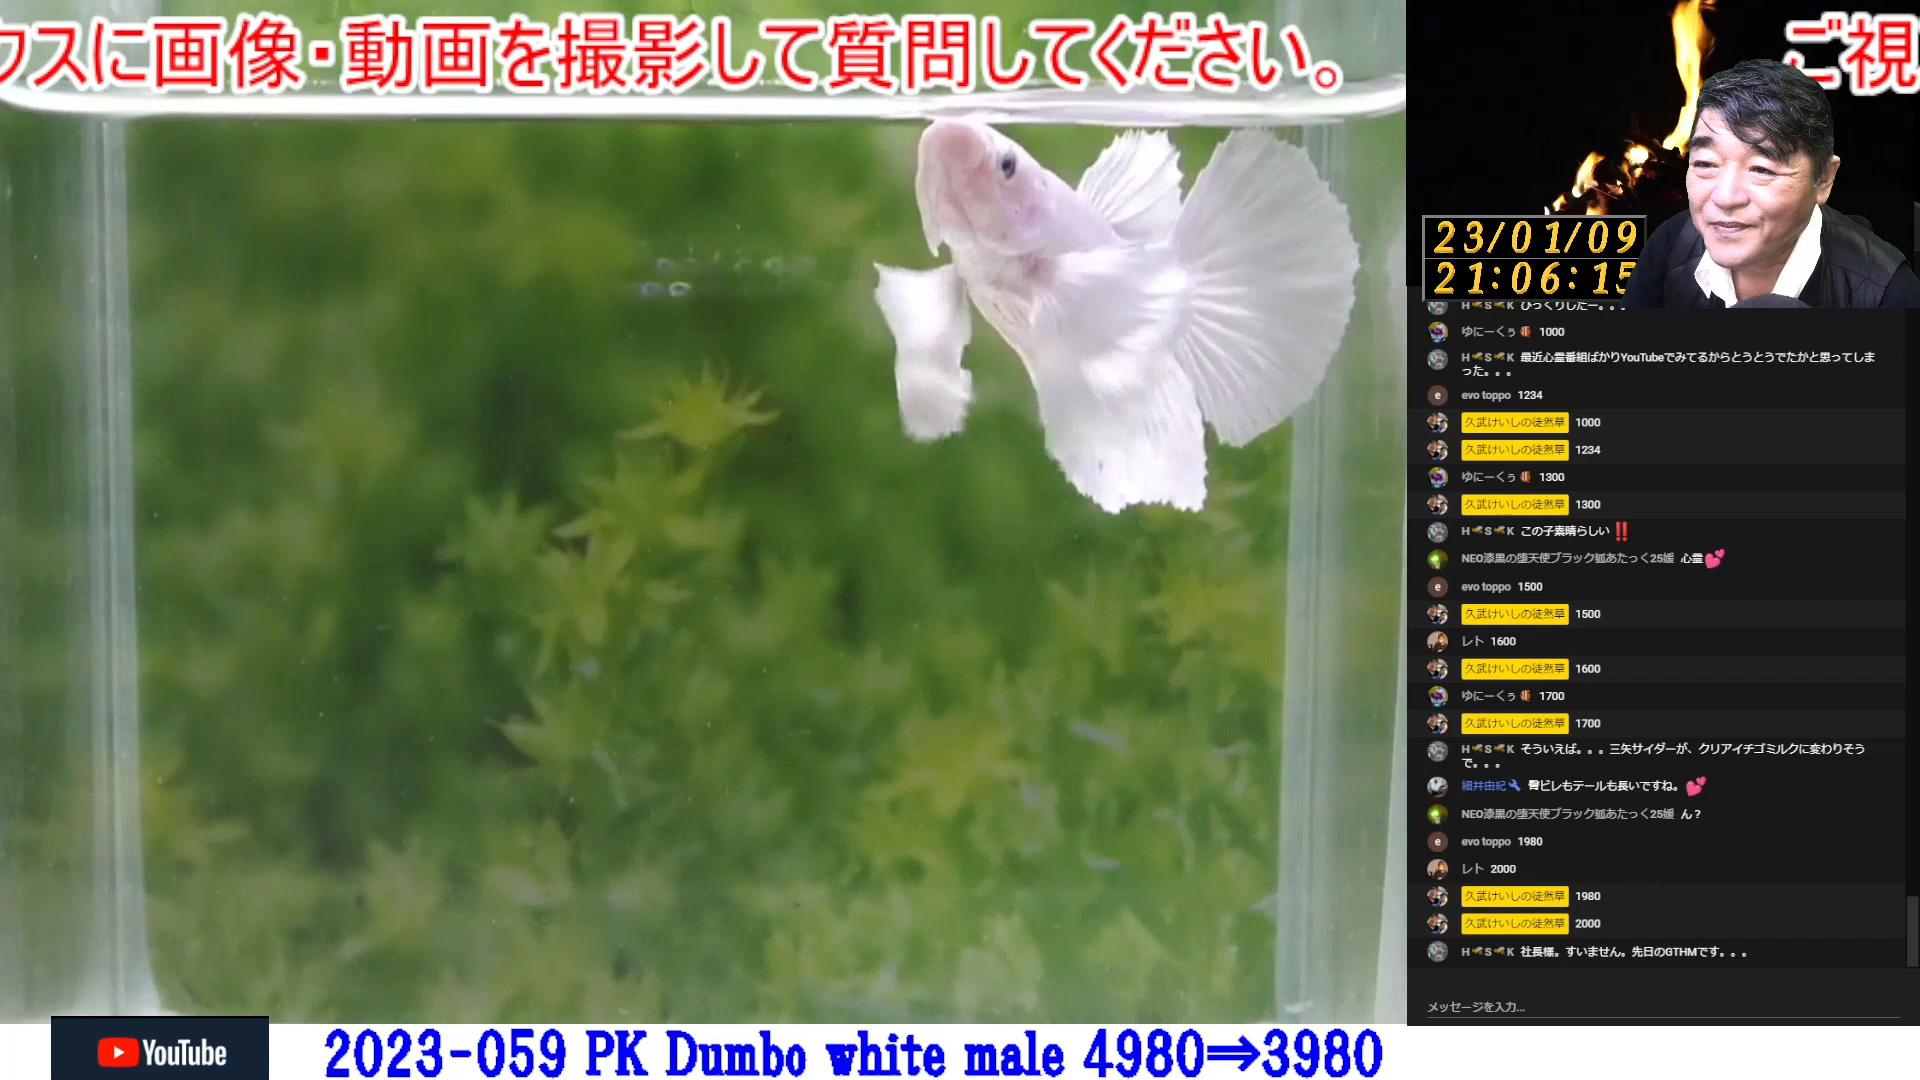 クスに画像・動画を撮影して質問してください。
ご視
23/01/09
21:06:15
H S K びっくりしたー。。。
ゆにーくぅ 1000
H S K 最近心霊番組ばかりYouTubeでみてるからとうとうでたかと思ってしま
った。。。
e evo toppo 1234
久武けいしの徒然草 1000
久武けいしの徒然草 1234
ゆにーくぅ 1300
久武けいしの徒然草 1300
H S K この子素晴らしい‼
NEO漆黒の堕天使ブラック狐あたっく25媛 心霊💕
e evo toppo 1500
久武けいしの徒然草 1500
レト 1600
久武けいしの徒然草 1600
ゆにーくぅ 1700
久武けいしの徒然草 1700
H S K そういえば。。。三矢サイダーが、クリアイチゴミルクに変わりそう
で。。。
細井由紀 臀ビレもテールも長いですね。💕
NEO漆黒の堕天使ブラック狐あたっく25媛 ん？
e evo toppo 1980
レト 2000
久武けいしの徒然草 1980
久武けいしの徒然草 2000
H S K 社長様。すいません。先日のGTHMです。。。
メッセージを入力...
YouTube
2023-059 PK Dumbo white male 4980⇒3980